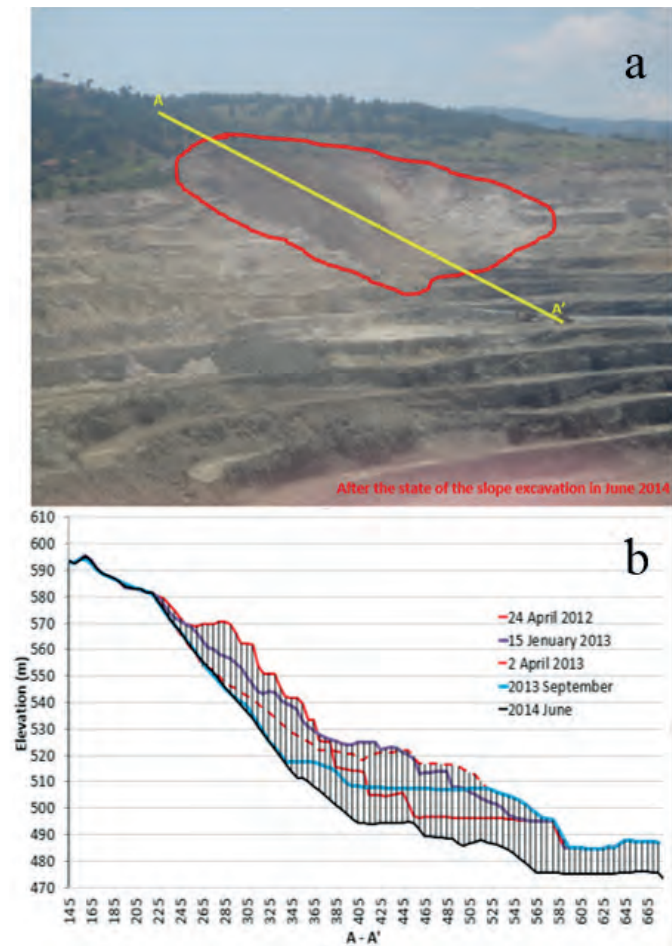 a
A
A'
After the state of the slope excavation in June 2014
b
610
600
590
580
570
560
550
540
530
520
510
500
490
480
470
Elevation (m)
24 April 2012
15 Jenuary 2013
2 April 2013
2013 September
2014 June
145 165 185 205 225 245 265 285 305 325 345 365 385 405 425 445 465 485 505 525 545 565 585 605 625 645 665
A - A'